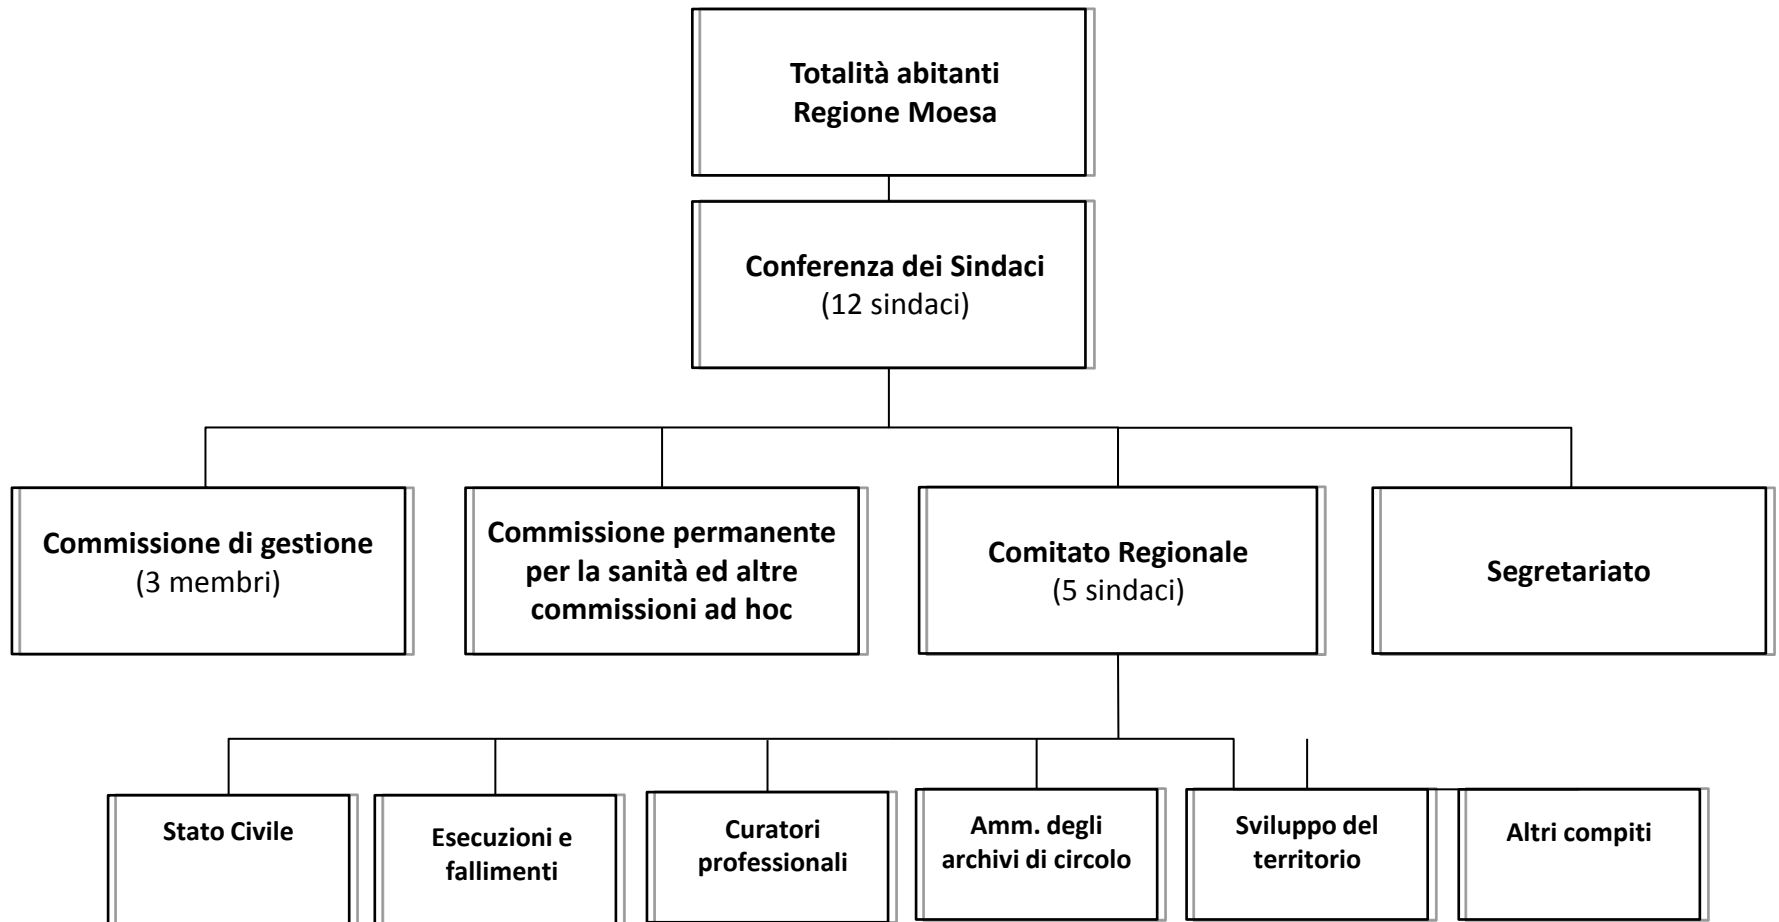 Totalità abitanti
Regione Moesa
Conferenza dei Sindaci
(12 sindaci)
Commissione di gestione
(3 membri)
Commissione permanente
per la sanità ed altre
commissioni ad hoc
Comitato Regionale
(5 sindaci)
Segretariato
Stato Civile
Esecuzioni e
fallimenti
Curatori
professionali
Amm. degli
archivi di circolo
Sviluppo del
territorio
Altri compiti